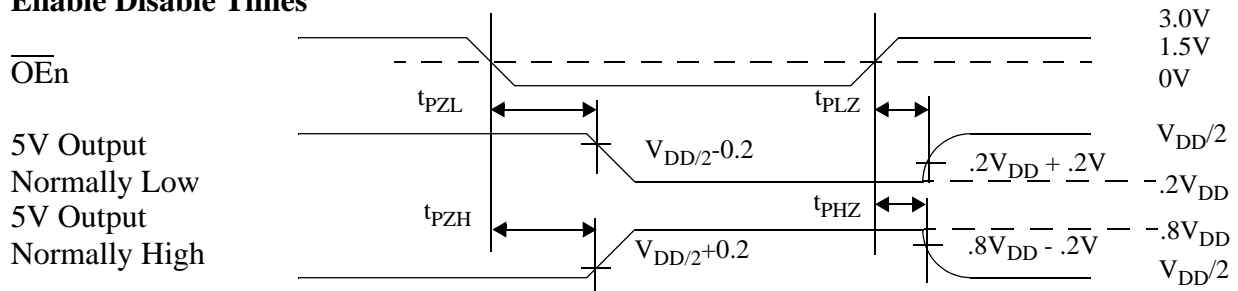 Enable Disable Times
3.0V
1.5V
0V
OEn
tPZL
tPLZ
5V Output
Normally Low
VDD/2-0.2
.2VDD + .2V
VDD/2
.2VDD
5V Output
Normally High
tPZH
tPHZ
VDD/2+0.2
.8VDD - .2V
.8VDD
VDD/2